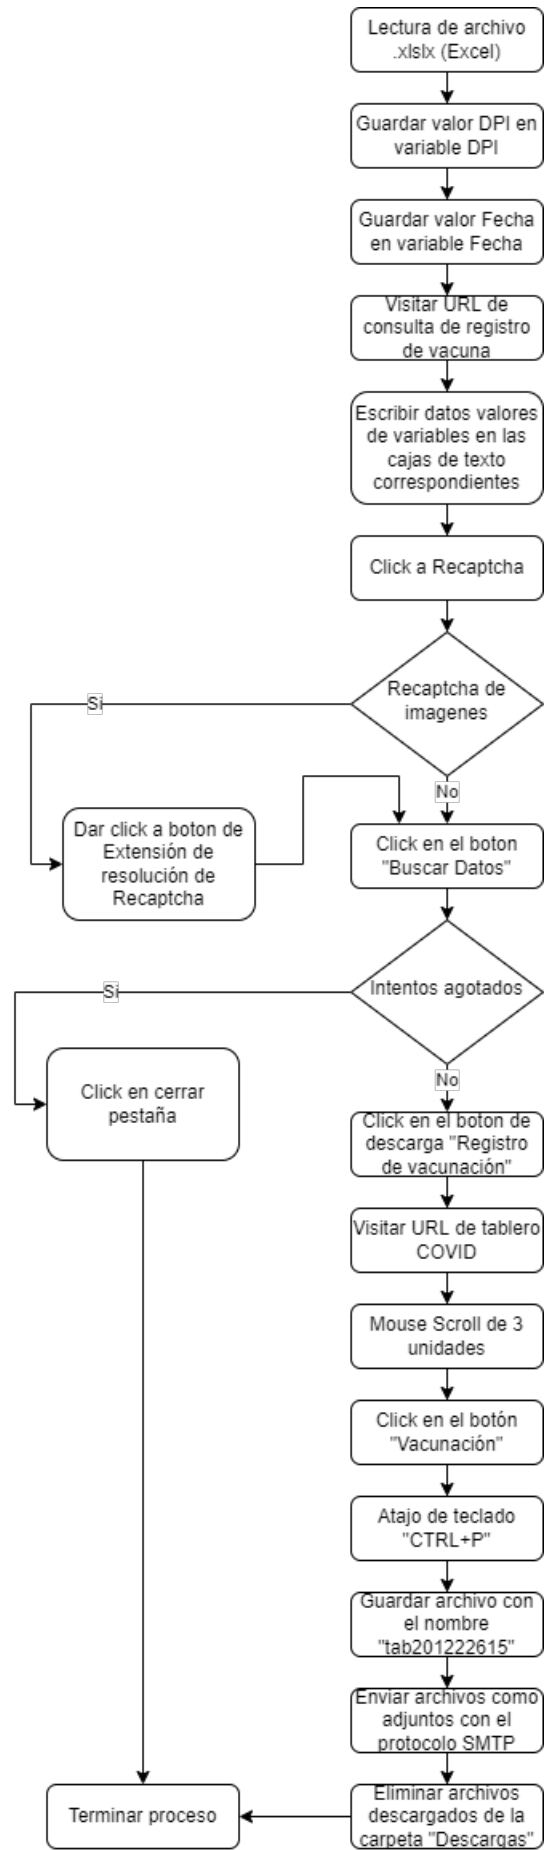 Lectura de archivo
.xlslx (Excel)
Guardar valor DPI en
variable DPI
Guardar valor Fecha
en variable Fecha
Visitar URL de
consulta de registro
de vacuna
Escribir datos valores
de variables en las
cajas de texto
correspondientes
Click a Recaptcha
Recaptcha de
imagenes
Si
No
Dar click a boton de
Extensión de
resolución de
Recaptcha
Click en el boton
"Buscar Datos"
Intentos agotados
Si
No
Click en cerrar
pestaña
Click en el boton de
descarga "Registro
de vacunación"
Visitar URL de tablero
COVID
Mouse Scroll de 3
unidades
Click en el botón
"Vacunación"
Atajo de teclado
"CTRL+P"
Guardar archivo con
el nombre
"tab201222615"
Enviar archivos como
adjuntos con el
protocolo SMTP
Terminar proceso
Eliminar archivos
descargados de la
carpeta "Descargas"